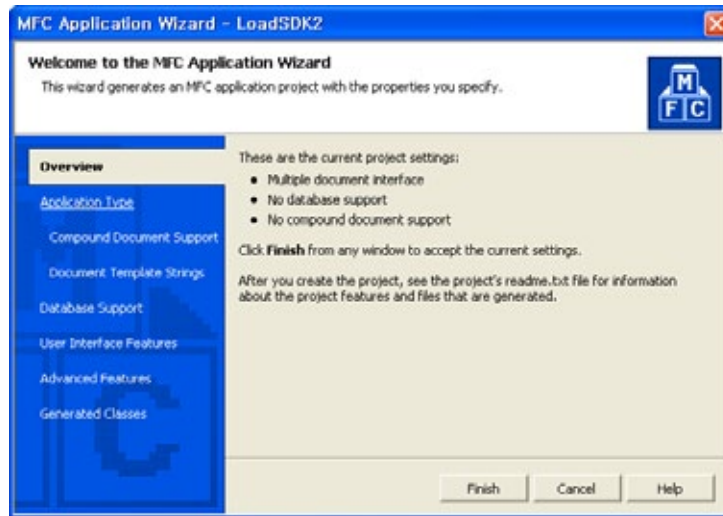 MFC Application Wizard - LoadSDK2
Welcome to the MFC Application Wizard
This wizard generates an MFC application project with the properties you specify.
M
F C
Overview
Application Type
Compound Document Support
Document Template Strings
Database Support
User Interface Features
Advanced Features
Generated Classes
These are the current project settings:
• Multiple document interface
• No database support
• No compound document support
Click Finish from any window to accept the current settings.
After you create the project, see the project's readme.txt file for information
about the project features and files that are generated.
Finish Cancel Help